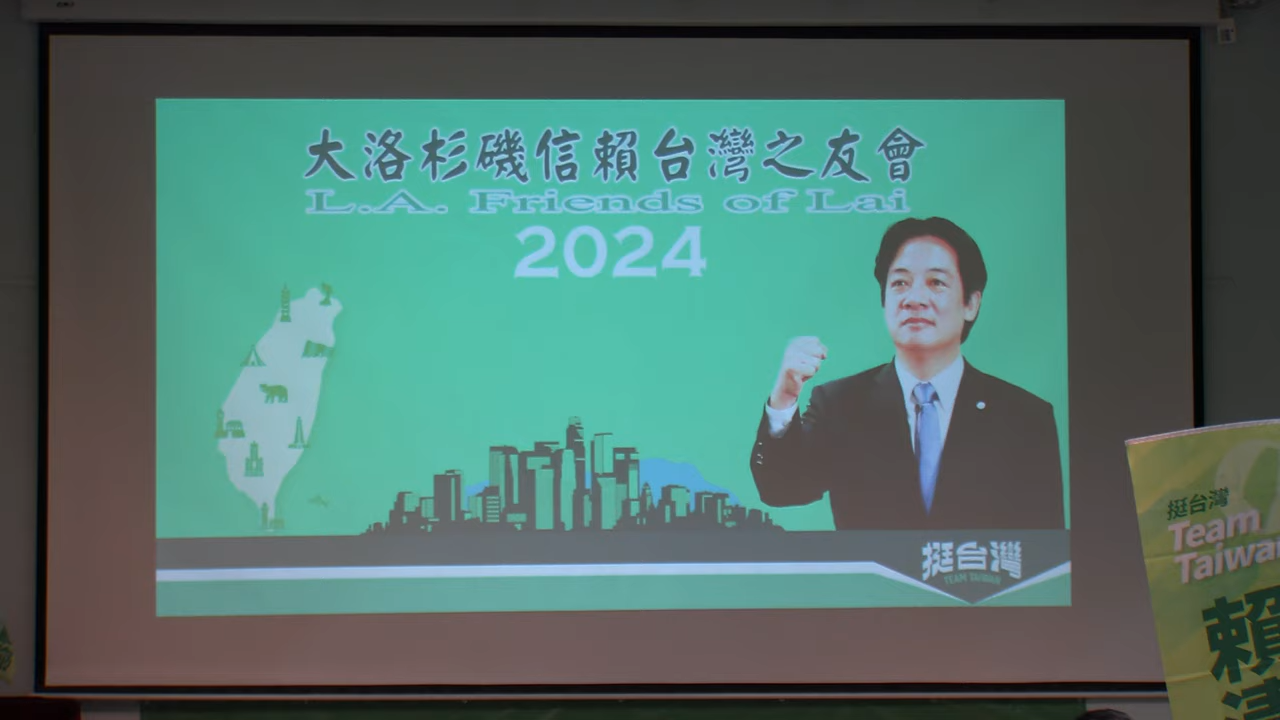 大洛杉磯信賴台灣之友會
L.A. Friends of Lai
2024
挺台灣
TEAM TAIWAN
挺台灣
Team
Taiwa
賴
清